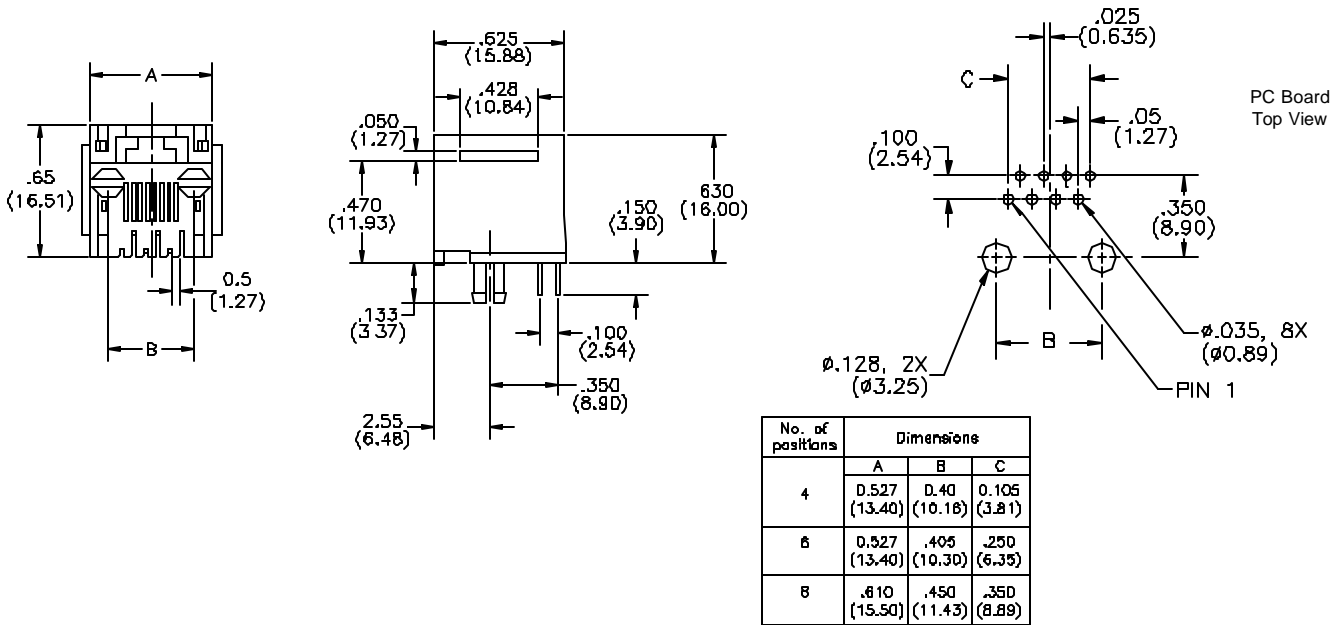 A
.65
(16.51)
0.5
(1.27)
B
.625
(15.88)
.428
(10.54)
.050
(1.27)
.470
(11.93)
.630
(16.00)
.150
(3.90)
.133
(3.37)
.100
(2.54)
.350
(8.90)
2.55
(6.48)
.025
(0.635)
C
PC Board
Top View
.05
(1.27)
.100
(2.54)
.350
(8.90)
B
ø.035, 8X
(ø0.89)
ø.128, 2X
(ø3.25)
PIN 1
No. of positions Dimensions
A B C
4 0.527 0.40 0.105
(13.40) (10.16) (3.81)
6 0.527 .405 .250
(13.40) (10.30) (6.35)
8 .610 .450 .350
(15.50) (11.43) (8.89)